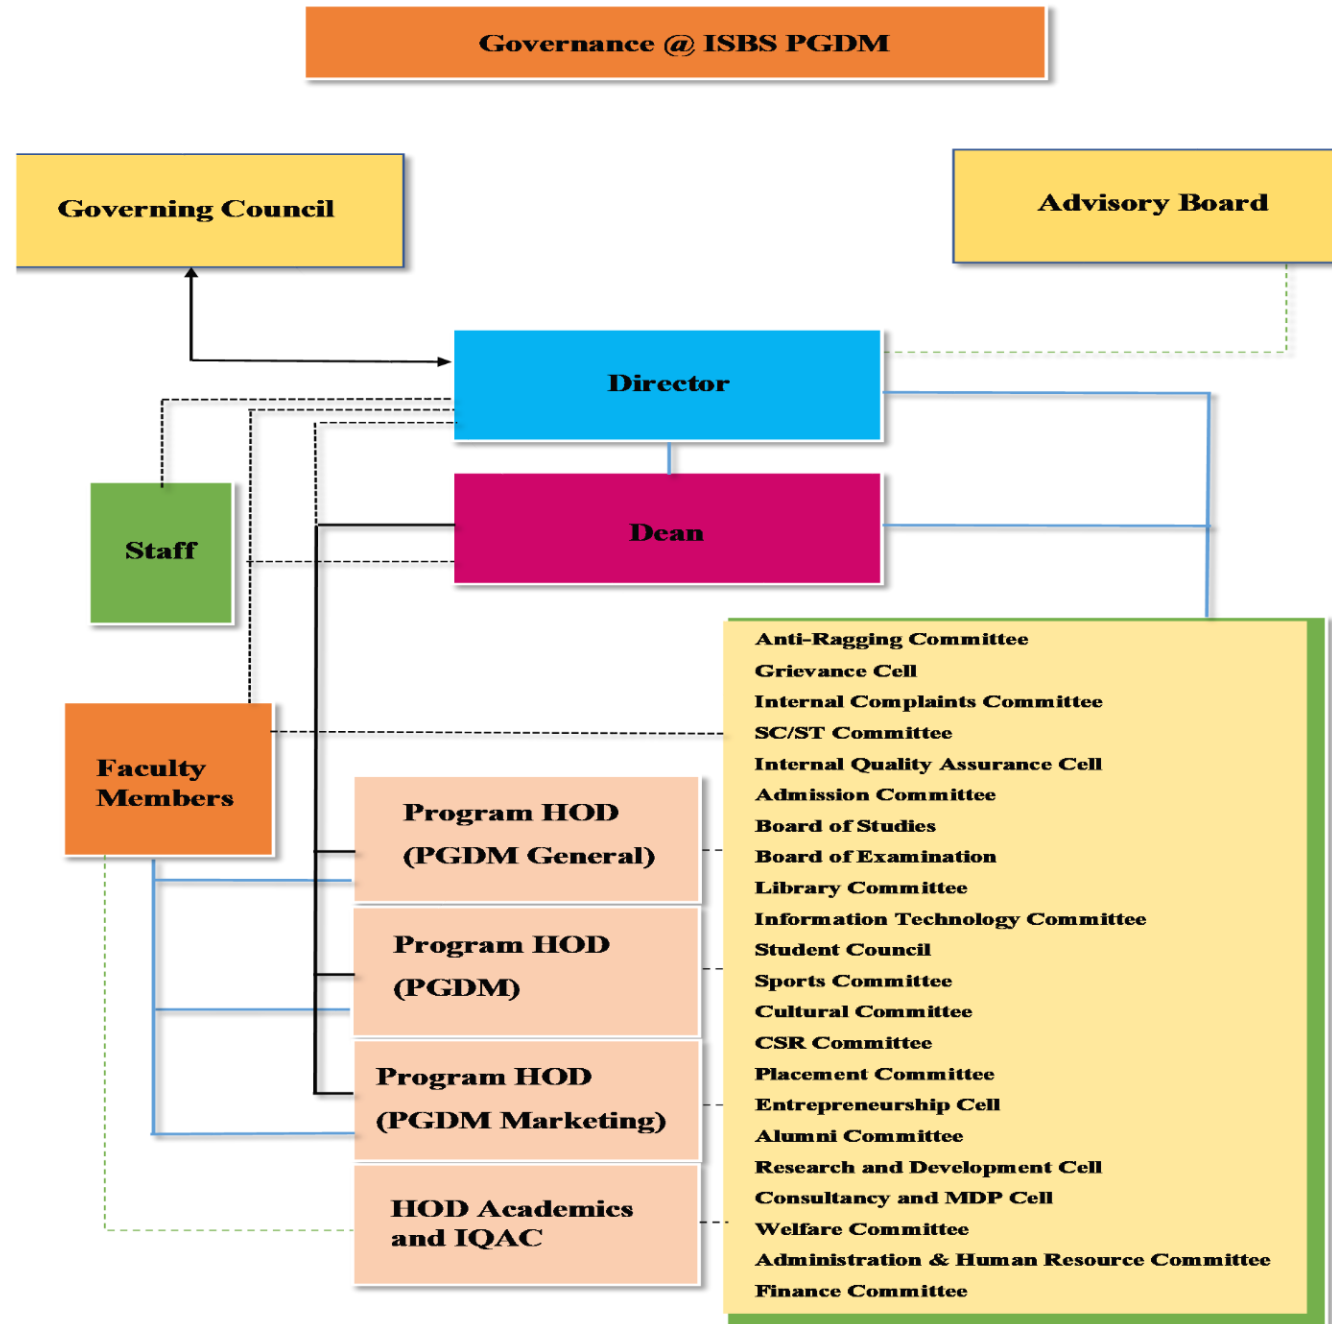 Governance @ ISBS PGDM
Governing Council
Advisory Board
Director
Dean
Staff
Faculty
Members
Program HOD
(PGDM General)
Program HOD
(PGDM)
Program HOD
(PGDM Marketing)
HOD Academics
and IQAC
Anti-Ragging Committee
Grievance Cell
Internal Complaints Committee
SC/ST Committee
Internal Quality Assurance Cell
Admission Committee
Board of Studies
Board of Examination
Library Committee
Information Technology Committee
Student Council
Sports Committee
Cultural Committee
CSR Committee
Placement Committee
Entrepreneurship Cell
Alumni Committee
Research and Development Cell
Consultancy and MDP Cell
Welfare Committee
Administration & Human Resource Committee
Finance Committee